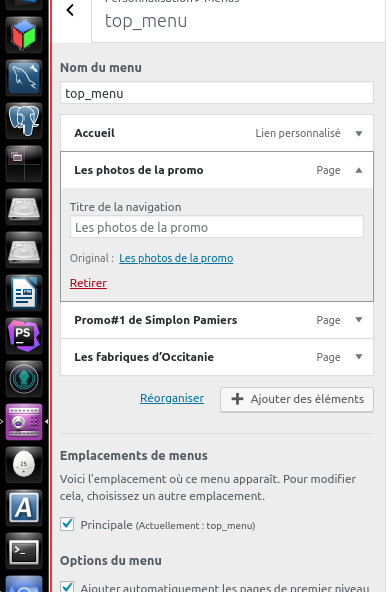 top_menu
Nom du menu
top_menu
Accueil Lien personnalisé
Les photos de la promo Page
Titre de la navigation
Les photos de la promo
Original : Les photos de la promo
Retirer
Promo#1 de Simplon Pamiers Page
Les fabriques d'Occitanie Page
Réorganiser + Ajouter des éléments
Emplacements de menus
Voici l'emplacement où ce menu apparaît. Pour modifier
cela, choisissez un autre emplacement.
Principale (Actuellement : top_menu)
Options du menu
Ajouter automatiquement les pages de premier niveau
PS
25
A